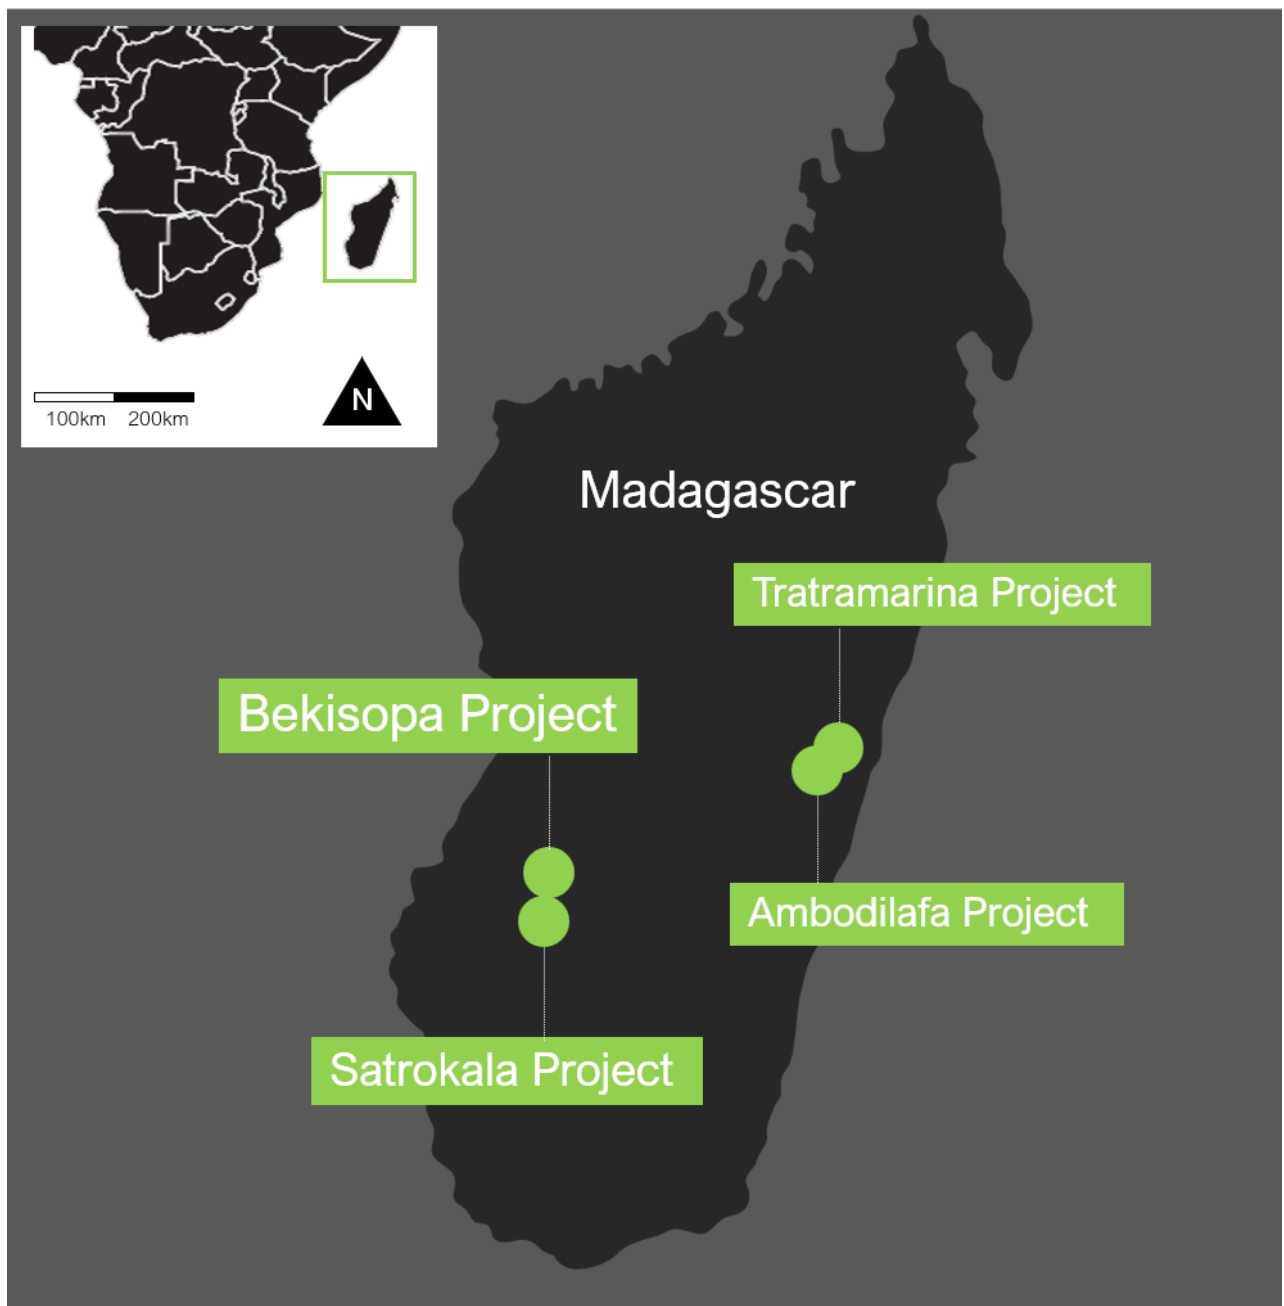 N
100km 200km
Madagascar
Tratramarina Project
Bekisopa Project
Ambodilafa Project
Satrokala Project